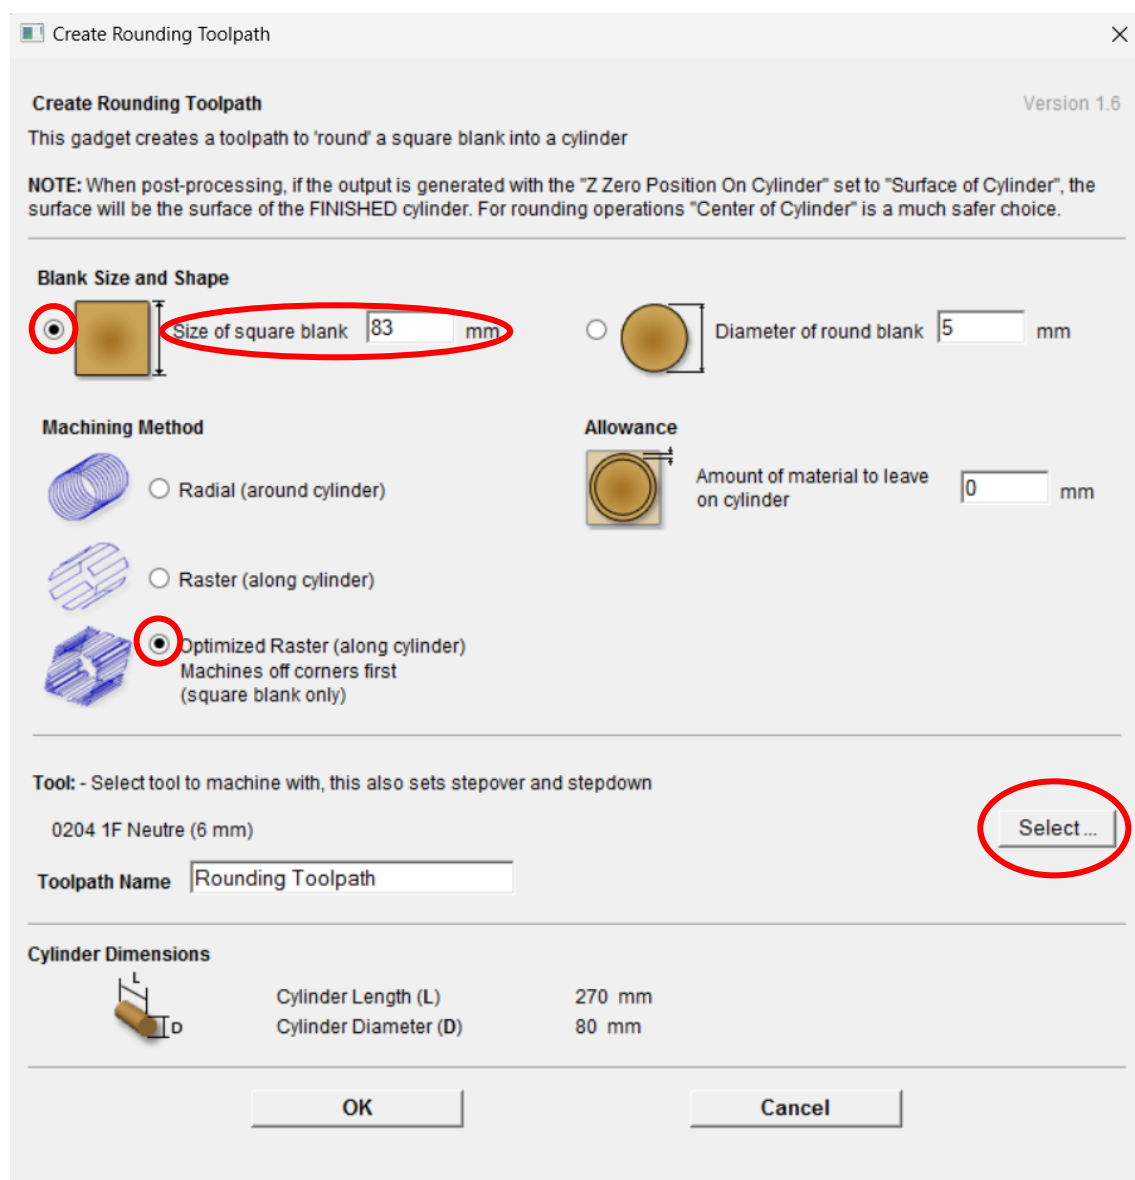 Create Rounding Toolpath
Create Rounding Toolpath
Version 1.6
This gadget creates a toolpath to 'round' a square blank into a cylinder
NOTE: When post-processing, if the output is generated with the "Z Zero Position On Cylinder" set to "Surface of Cylinder", the
surface will be the surface of the FINISHED cylinder. For rounding operations "Center of Cylinder" is a much safer choice.
Blank Size and Shape
Size of square blank 83 mm
Diameter of round blank 5 mm
Machining Method
Allowance
Radial (around cylinder)
Amount of material to leave
on cylinder
0 mm
Raster (along cylinder)
Optimized Raster (along cylinder)
Machines off corners first
(square blank only)
Tool: - Select tool to machine with, this also sets stepover and stepdown
0204 1F Neutre (6 mm)
Select ...
Toolpath Name Rounding Toolpath
Cylinder Dimensions
L
D
Cylinder Length (L) 270 mm
Cylinder Diameter (D) 80 mm
OK
Cancel